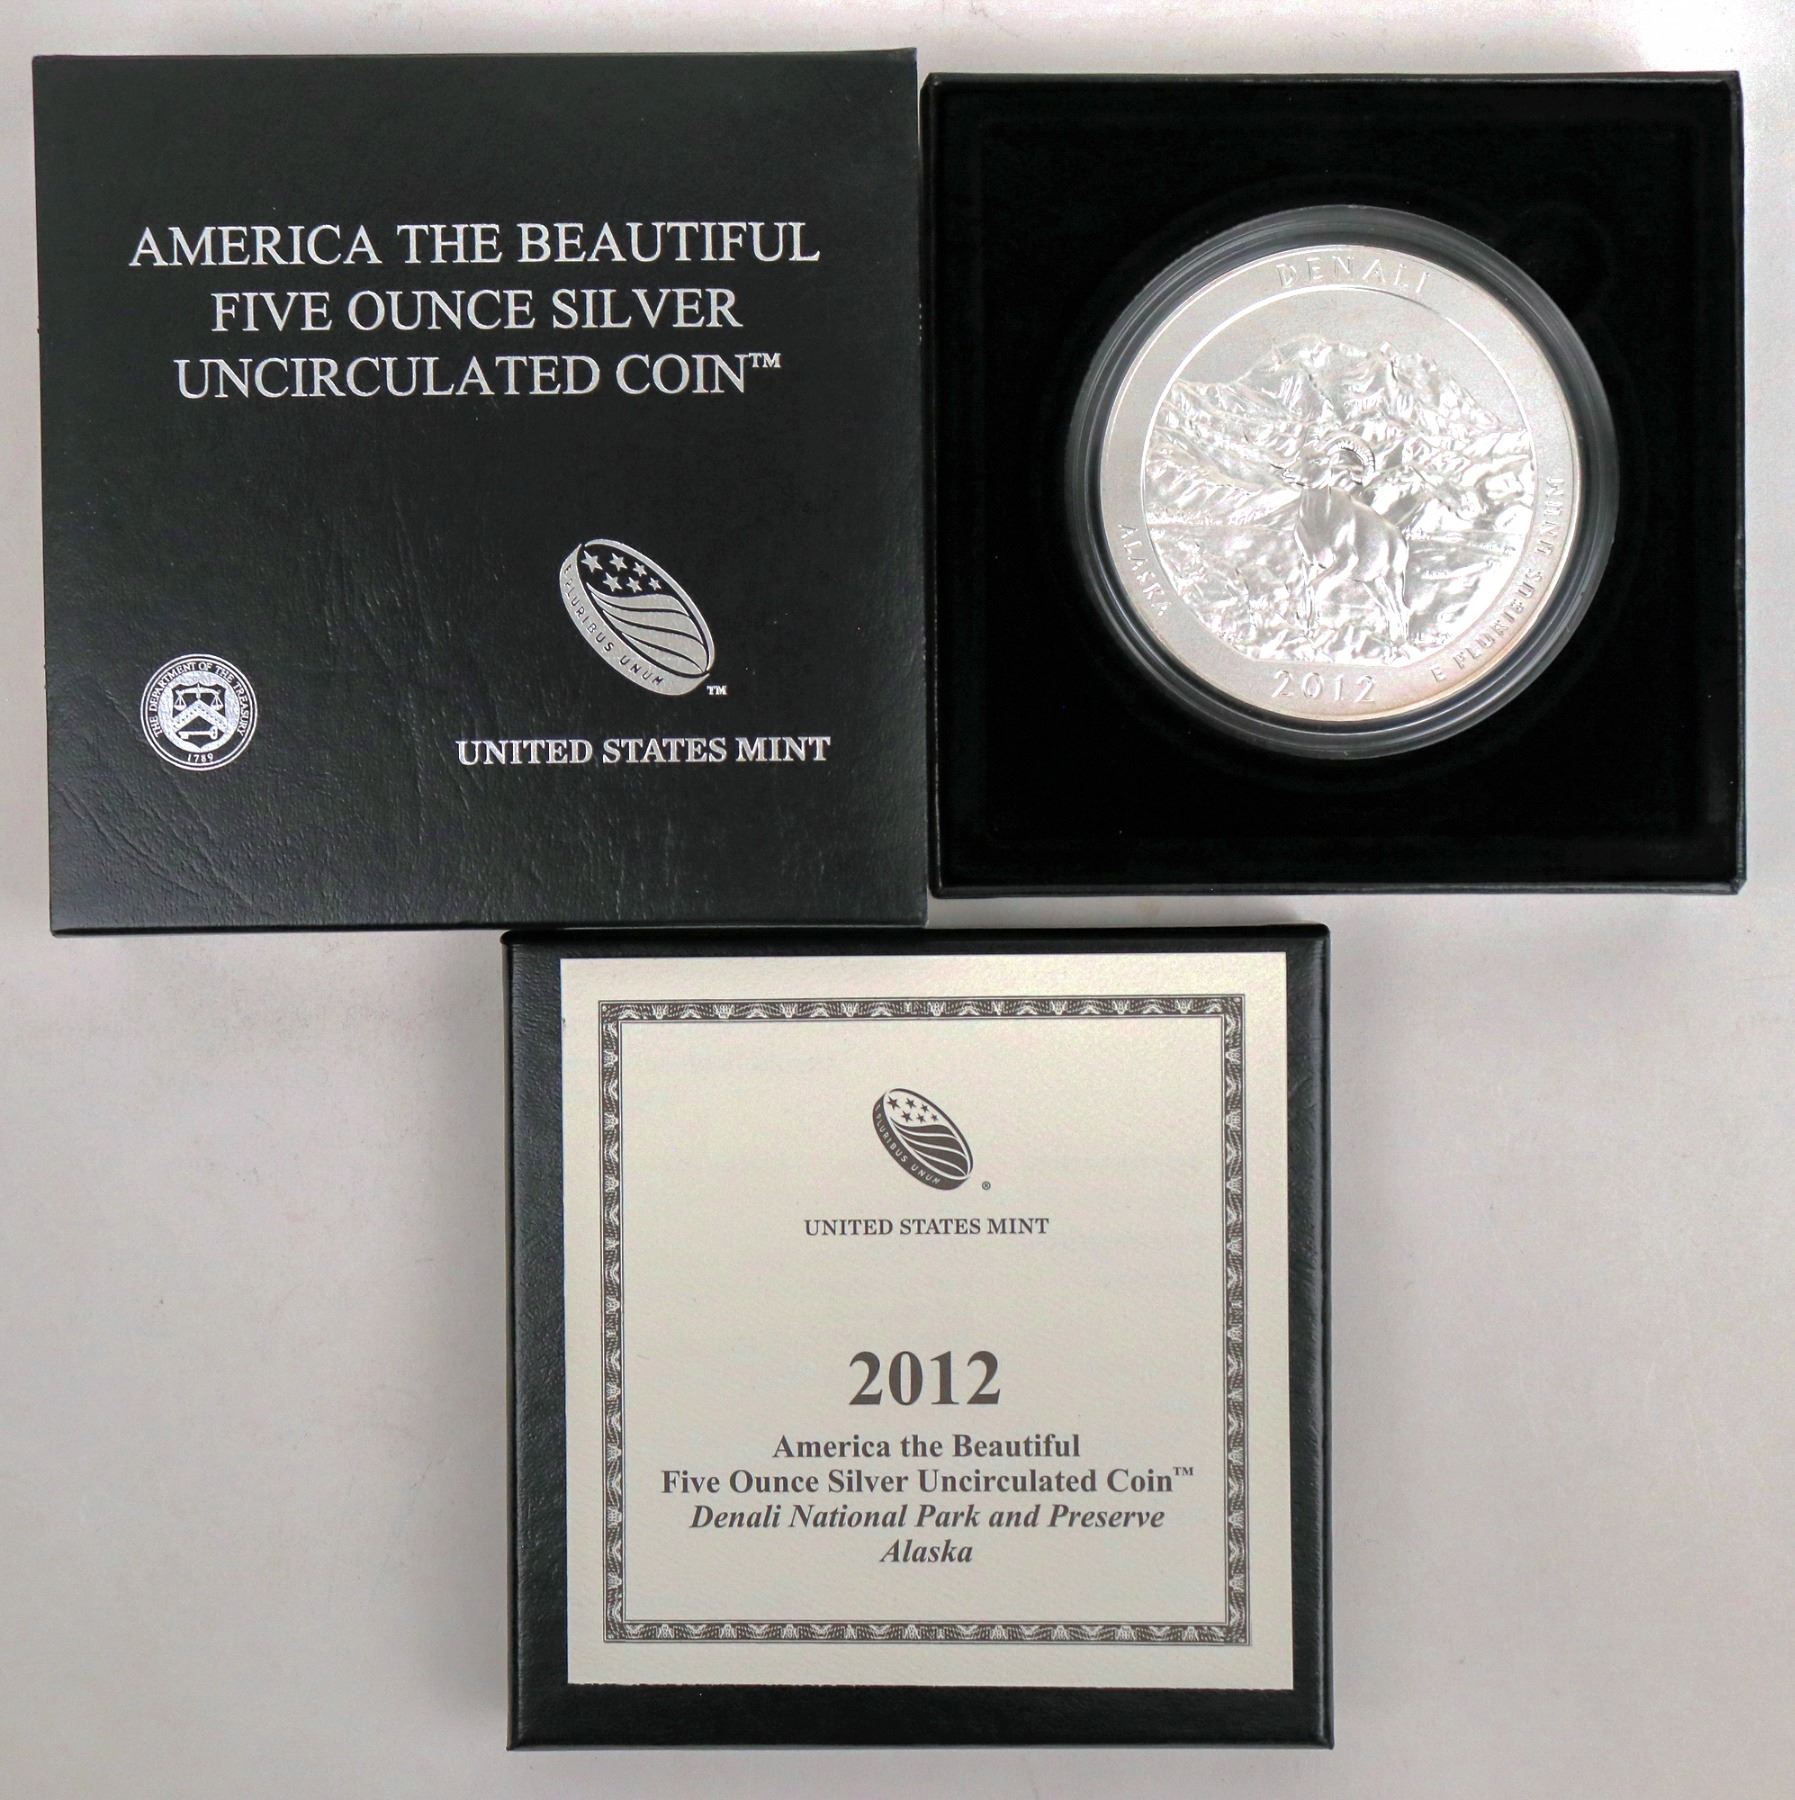 AMERICA THE BEAUTIFUL
FIVE OUNCE SILVER
UNCIRCULATED COIN™
E PLURIBUS UNUM
TM
THE DEPARTMENT OF THE TREASURY
1789
UNITED STATES MINT
DENALI
ALASKA
2012
E PLURIBUS UNUM
E PLURIBUS UNUM
®
UNITED STATES MINT
2012
America the Beautiful
Five Ounce Silver Uncirculated Coin™
Denali National Park and Preserve
Alaska